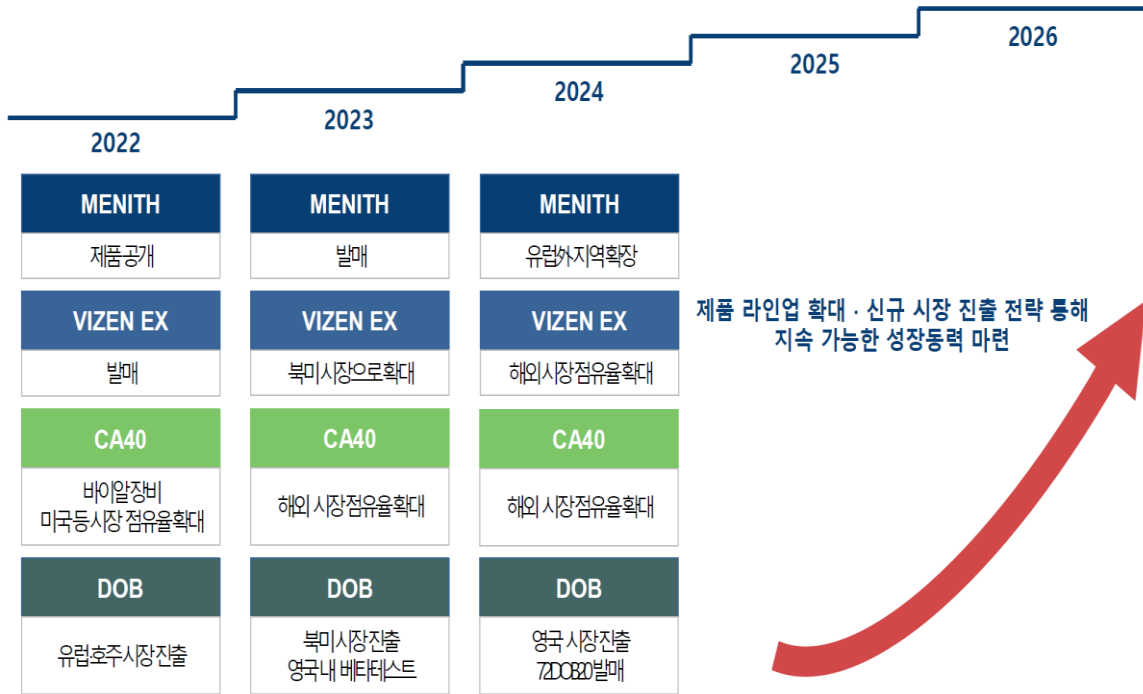 2022
2023
2024
2025
2026
MENITH
제품공개
VIZEN EX
발매
CA40
바이알장비
미국등시장 점유율확대
DOB
유럽·호주시장진출
MENITH
발매
VIZEN EX
북미시장으로확대
CA40
해외 시장점유율확대
DOB
북미시장진출
영국내 베타테스트
MENITH
유럽外지역확장
VIZEN EX
해외시장점유율확대
CA40
해외 시장점유율확대
DOB
영국 시장진출
발매
제품 라인업 확대 · 신규 시장 진출 전략 통해
지속 가능한 성장동력 마련